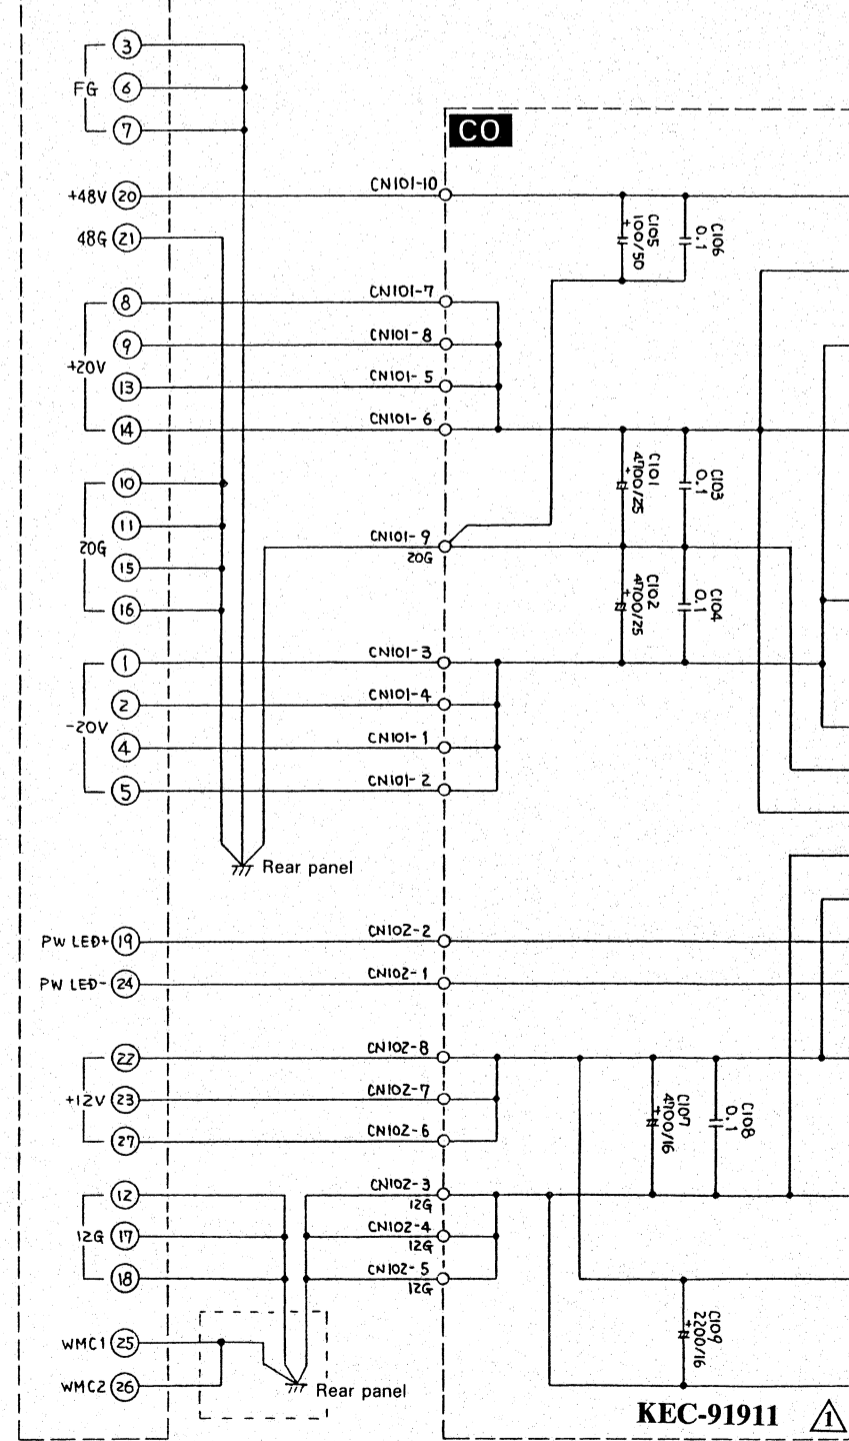 3
FG 6
7
CO
+48V 20 CN101-10
C105 100/50 +
C106 0.1
48G 21
8 CN101-7
9 CN101-8
+20V
13 CN101-5
14 CN101-6
10
C101 4700/25 +
C103 0.1
11
20G
CN101-9
20G
15
16
C102 4700/25 +
C104 0.1
1 CN101-3
2 CN101-4
-20V
4 CN101-1
5 CN101-2
Rear panel
PW LED+ 19 CN102-2
PW LED- 24 CN102-1
22 CN102-8
+12V 23 CN102-7
27 CN102-6
C107 4700/16 +
C108 0.1
12 CN102-3
12G
12G 17 CN102-4
12G
18 CN102-5
12G
C109 2200/16 +
WMC1 25
WMC2 26
Rear panel
KEC-91911 1